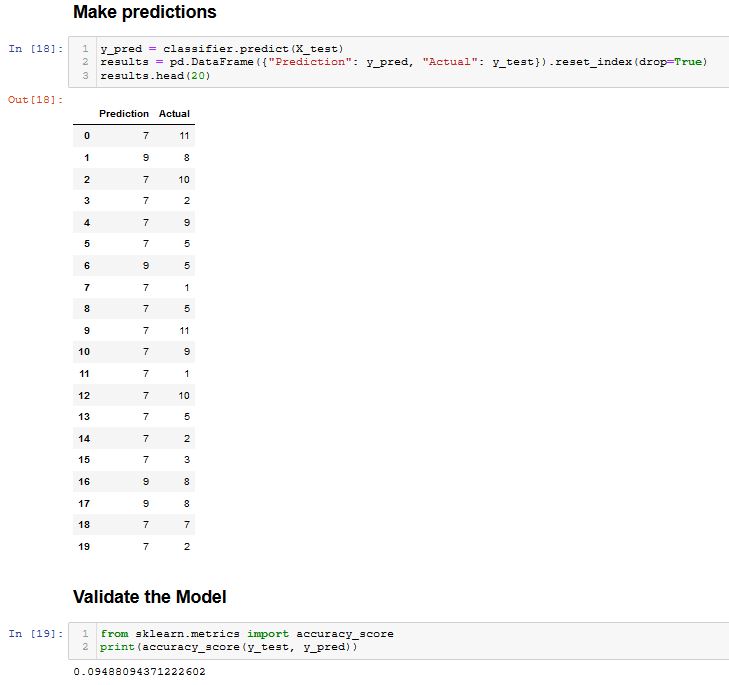 Make predictions
In [18]:
1 y_pred = classifier.predict(X_test)
2 results = pd.DataFrame({"Prediction": y_pred, "Actual": y_test}).reset_index(drop=True)
3 results.head(20)
Out[18]:
Prediction Actual
0 7 11
1 9 8
2 7 10
3 7 2
4 7 9
5 7 5
6 9 5
7 7 1
8 7 5
9 7 11
10 7 9
11 7 1
12 7 10
13 7 5
14 7 2
15 7 3
16 9 8
17 9 8
18 7 7
19 7 2
Validate the Model
In [19]:
1 from sklearn.metrics import accuracy_score
2 print(accuracy_score(y_test, y_pred))
0.09488094371222602